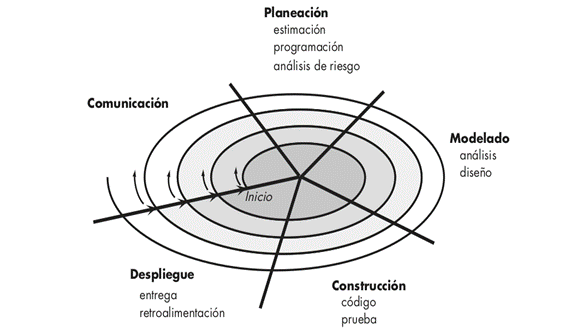 Planeación
estimación
programación
análisis de riesgo
Comunicación
Modelado
análisis
diseño
Inicio
Despliegue
entrega
retroalimentación
Construcción
código
prueba